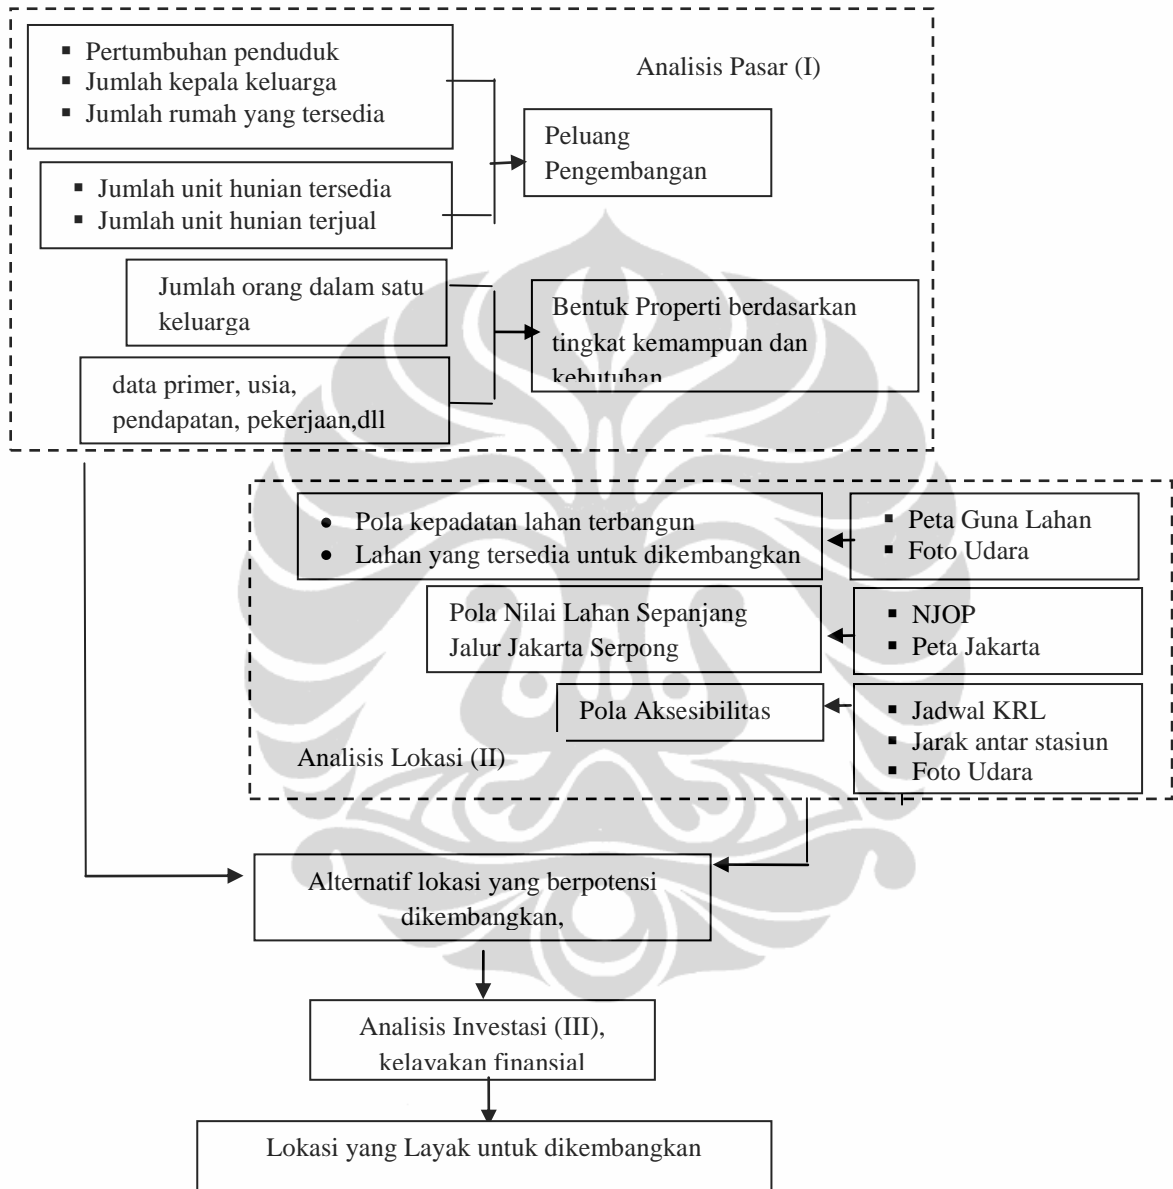 ▪ Pertumbuhan penduduk
▪ Jumlah kepala keluarga
▪ Jumlah rumah yang tersedia
Analisis Pasar (I)
Peluang
Pengembangan
▪ Jumlah unit hunian tersedia
▪ Jumlah unit hunian terjual
Jumlah orang dalam satu
keluarga
Bentuk Properti berdasarkan
tingkat kemampuan dan
kebutuhan
data primer, usia,
pendapatan, pekerjaan,dll
● Pola kepadatan lahan terbangun
● Lahan yang tersedia untuk dikembangkan
▪ Peta Guna Lahan
▪ Foto Udara
Pola Nilai Lahan Sepanjang
Jalur Jakarta Serpong
▪ NJOP
▪ Peta Jakarta
Pola Aksesibilitas
▪ Jadwal KRL
▪ Jarak antar stasiun
▪ Foto Udara
Analisis Lokasi (II)
Alternatif lokasi yang berpotensi
dikembangkan,
Analisis Investasi (III),
kelayakan finansial
Lokasi yang Layak untuk dikembangkan